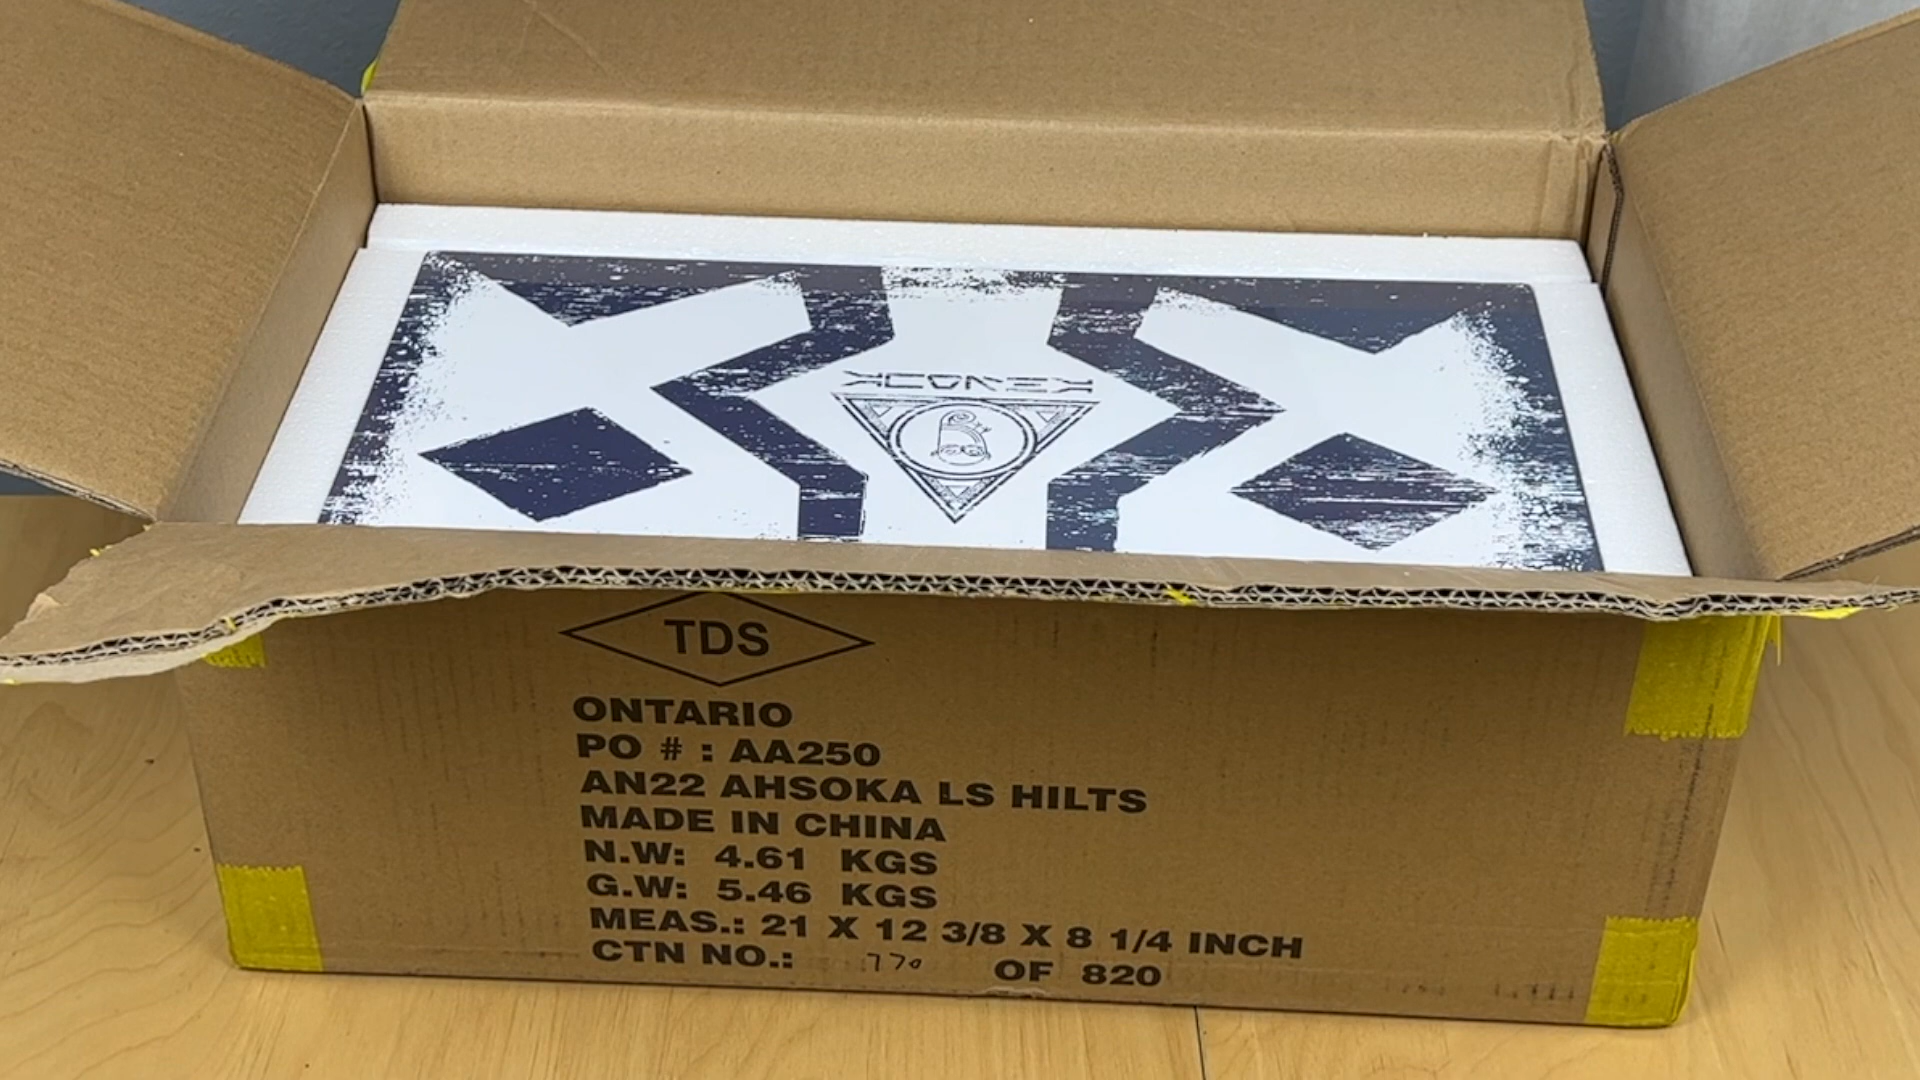 TDS
ONTARIO
PO # : AA250
AN22 AHSOKA LS HILTS
MADE IN CHINA
N.W: 4.61 KGS
G.W: 5.46 KGS
MEAS.: 21 X 12 3/8 X 8 1/4 INCH
CTN NO.: 770 OF 820